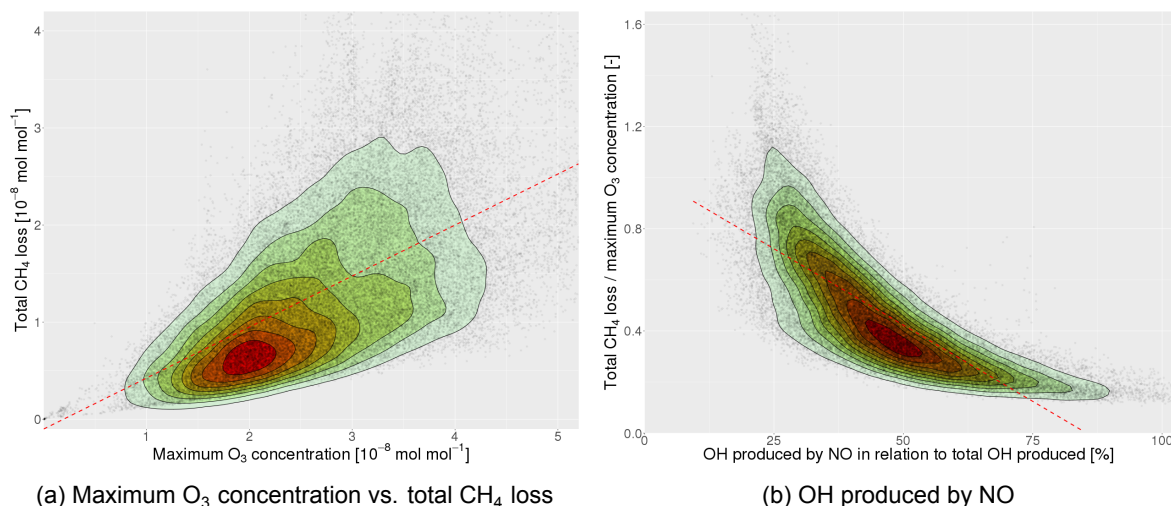 4
3
2
1
0
Total CH₄ loss [10⁻⁸ mol mol⁻¹]
1 2 3 4 5
Maximum O₃ concentration [10⁻⁸ mol mol⁻¹]
(a) Maximum O₃ concentration vs. total CH₄ loss
1.6
1.2
0.8
0.4
0.0
Total CH₄ loss / maximum O₃ concentration [-]
0 25 50 75 100
OH produced by NO in relation to total OH produced [%]
(b) OH produced by NO